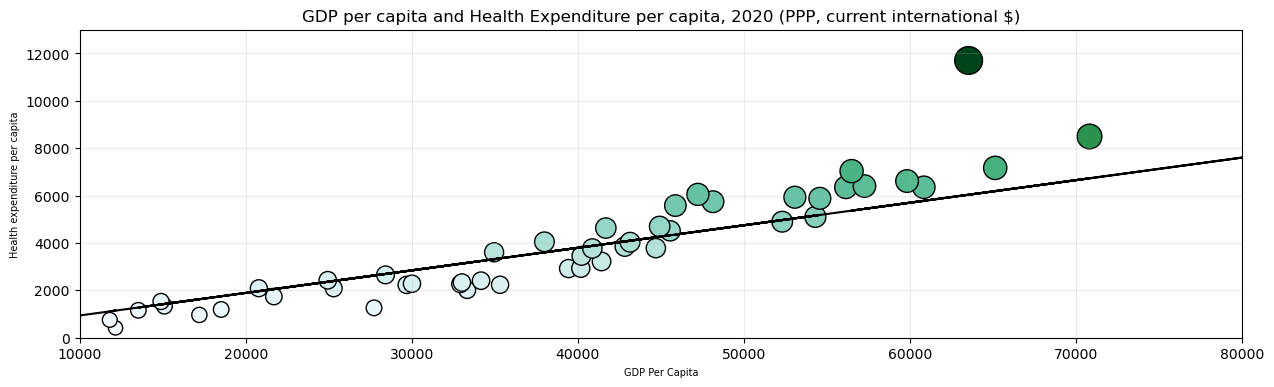 GDP per capita and Health Expenditure per capita, 2020 (PPP, current international $)
Health expenditure per capita
12000
10000
8000
6000
4000
2000
0
10000 20000 30000 40000 50000 60000 70000 80000
GDP Per Capita